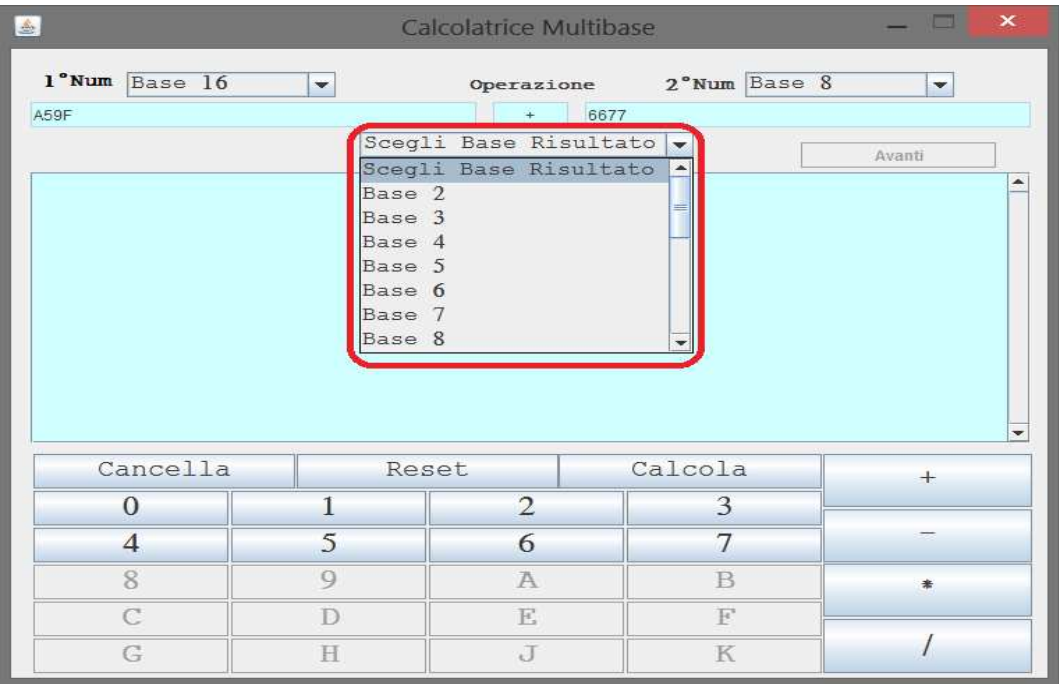 Calcolatrice Multibase
1°Num Base 16 Operazione 2°Num Base 8
A59F + 6677
Scegli Base Risultato
Avanti
Scegli Base Risultato
Base 2
Base 3
Base 4
Base 5
Base 6
Base 7
Base 8
Cancella Reset Calcola +
0 1 2 3
4 5 6 7 −
8 9 A B *
C D E F
G H J K /